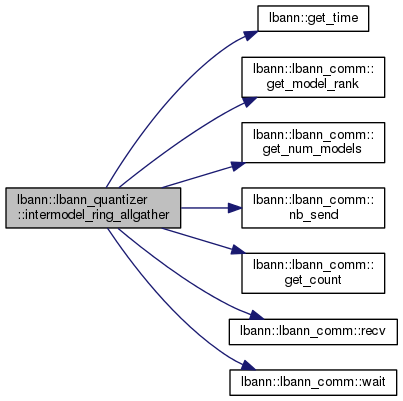 lbann::get_time
lbann::lbann_comm::
get_model_rank
lbann::lbann_comm::
get_num_models
lbann::lbann_quantizer
::intermodel_ring_allgather
lbann::lbann_comm::
nb_send
lbann::lbann_comm::
get_count
lbann::lbann_comm::recv
lbann::lbann_comm::wait